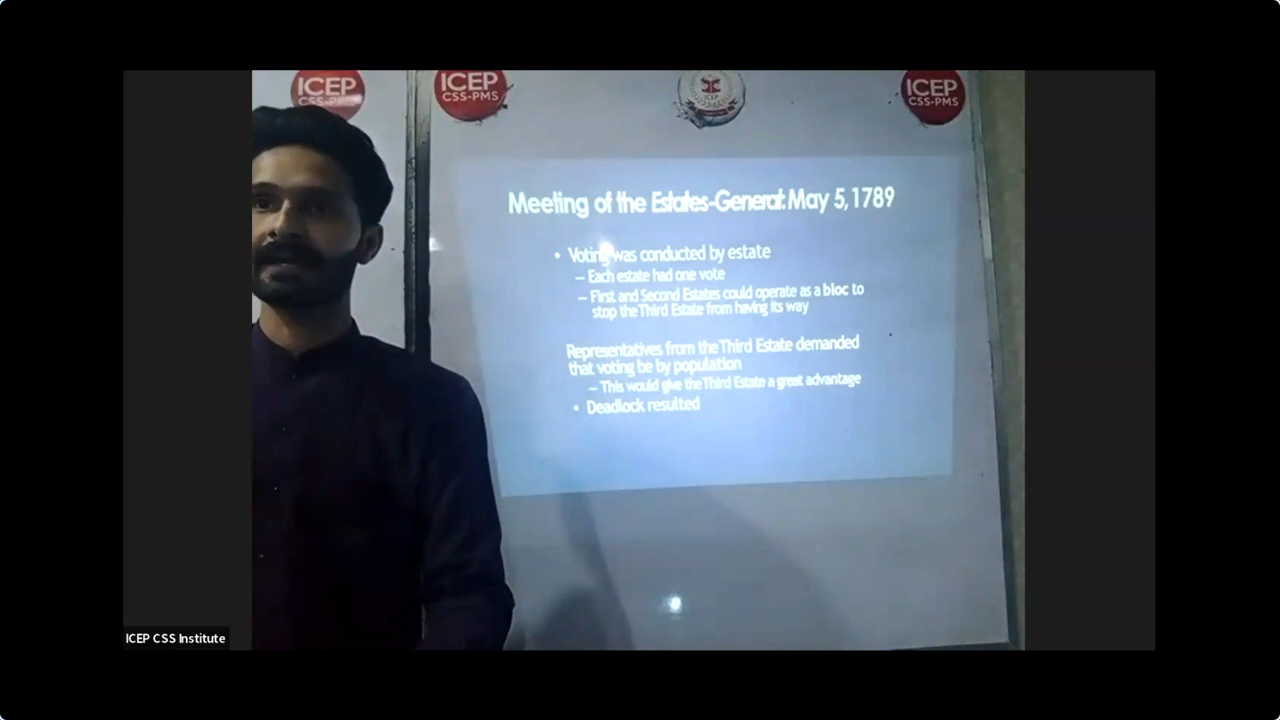 ICEP
CSS-PMS
ICEP
CSS-PMS
ICEP
ICEP
CSS-PMS
Meeting of the Estates-General: May 5, 1789
• Voting was conducted by estate
– Each estate had one vote
– First and Second Estates could operate as a bloc to
stop the Third Estate from having its way
Representatives from the Third Estate demanded
that voting be by population
– This would give the Third Estate a great advantage
• Deadlock resulted
ICEP CSS Institute